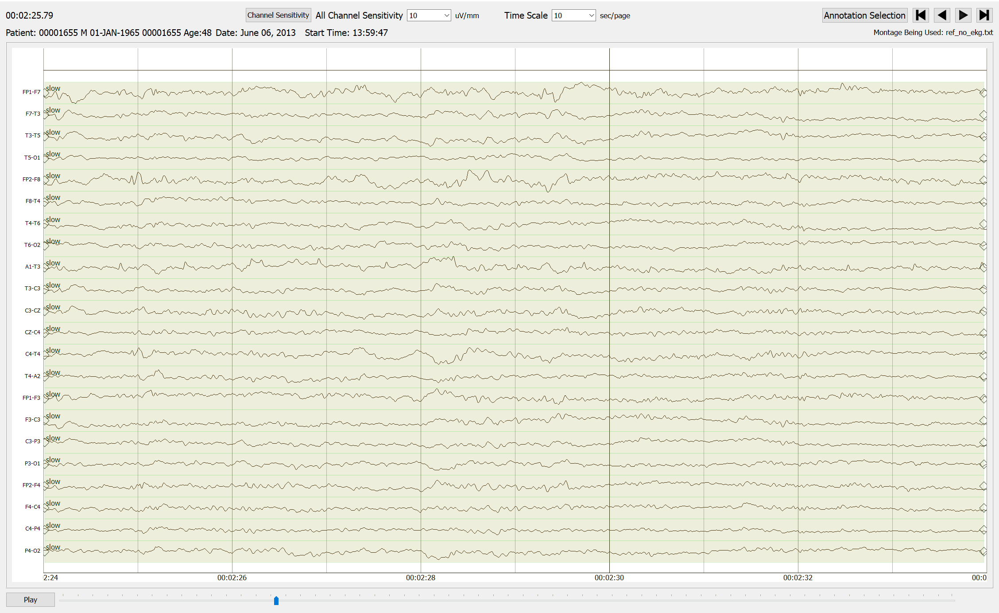 00:02:25.79 Channel Sensitivity All Channel Sensitivity 10 uV/mm Time Scale 10 sec/page Annotation Selection
Patient: 00001655 M 01-JAN-1965 00001655 Age:48 Date: June 06, 2013 Start Time: 13:59:47 Montage Being Used: ref_no_ekg.txt
FP1-F7 slow
F7-T3 slow
T3-T5 slow
T5-O1 slow
FP2-F8 slow
F8-T4 slow
T4-T6 slow
T6-O2 slow
A1-T3 slow
T3-C3 slow
C3-CZ slow
CZ-C4 slow
C4-T4 slow
T4-A2 slow
FP1-F3 slow
F3-C3 slow
C3-P3 slow
P3-O1 slow
FP2-F4 slow
F4-C4 slow
C4-P4 slow
P4-O2 slow
2:24 00:02:26 00:02:28 00:02:30 00:02:32 00:0
Play